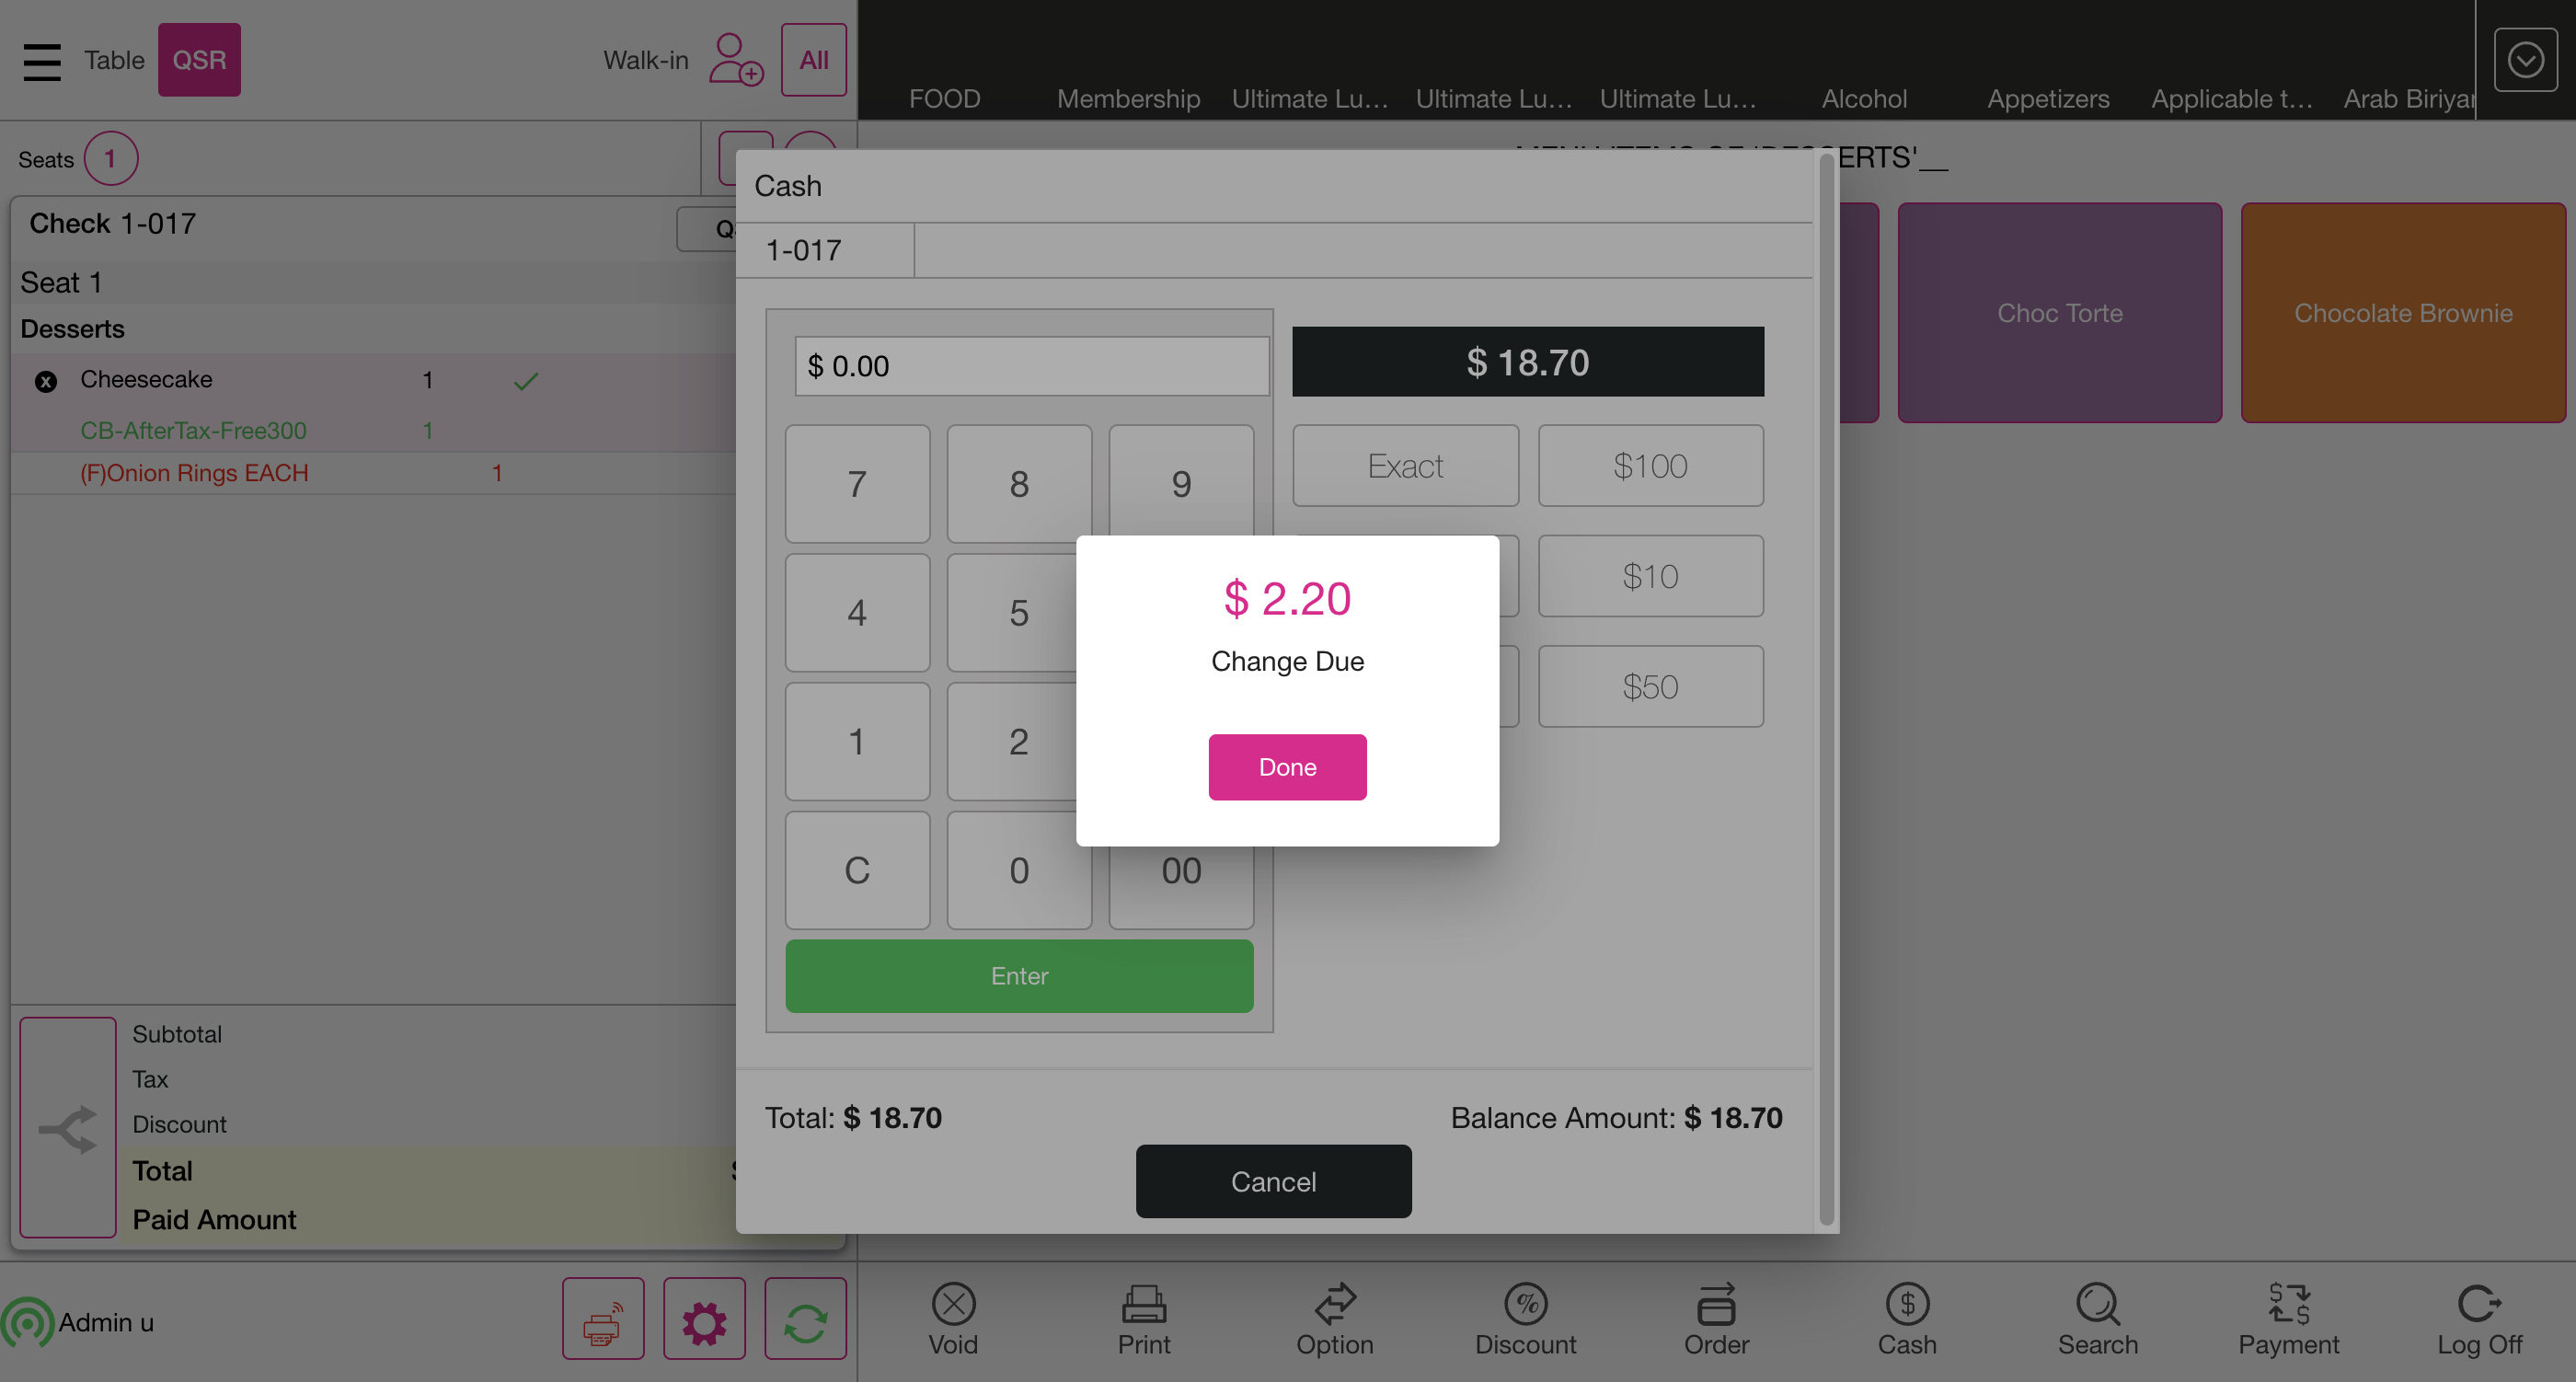 Table
QSR
Walk-in
All
FOOD
Membership
Ultimate Lu...
Ultimate Lu...
Ultimate Lu...
Alcohol
Appetizers
Applicable t...
Arab Biriyar
Seats 1
Check 1-017
Seat 1
Desserts
Cheesecake 1
CB-AfterTax-Free300 1
(F)Onion Rings EACH 1
Subtotal
Tax
Discount
Total
Paid Amount
Cash
1-017
$ 0.00
$ 18.70
7 8 9
4 5
1 2
C 0 00
Enter
Exact
$100
$10
$50
$ 2.20
Change Due
Done
Total: $ 18.70
Balance Amount: $ 18.70
Cancel
Choc Torte
Chocolate Brownie
Admin u
Void
Print
Option
Discount
Order
Cash
Search
Payment
Log Off